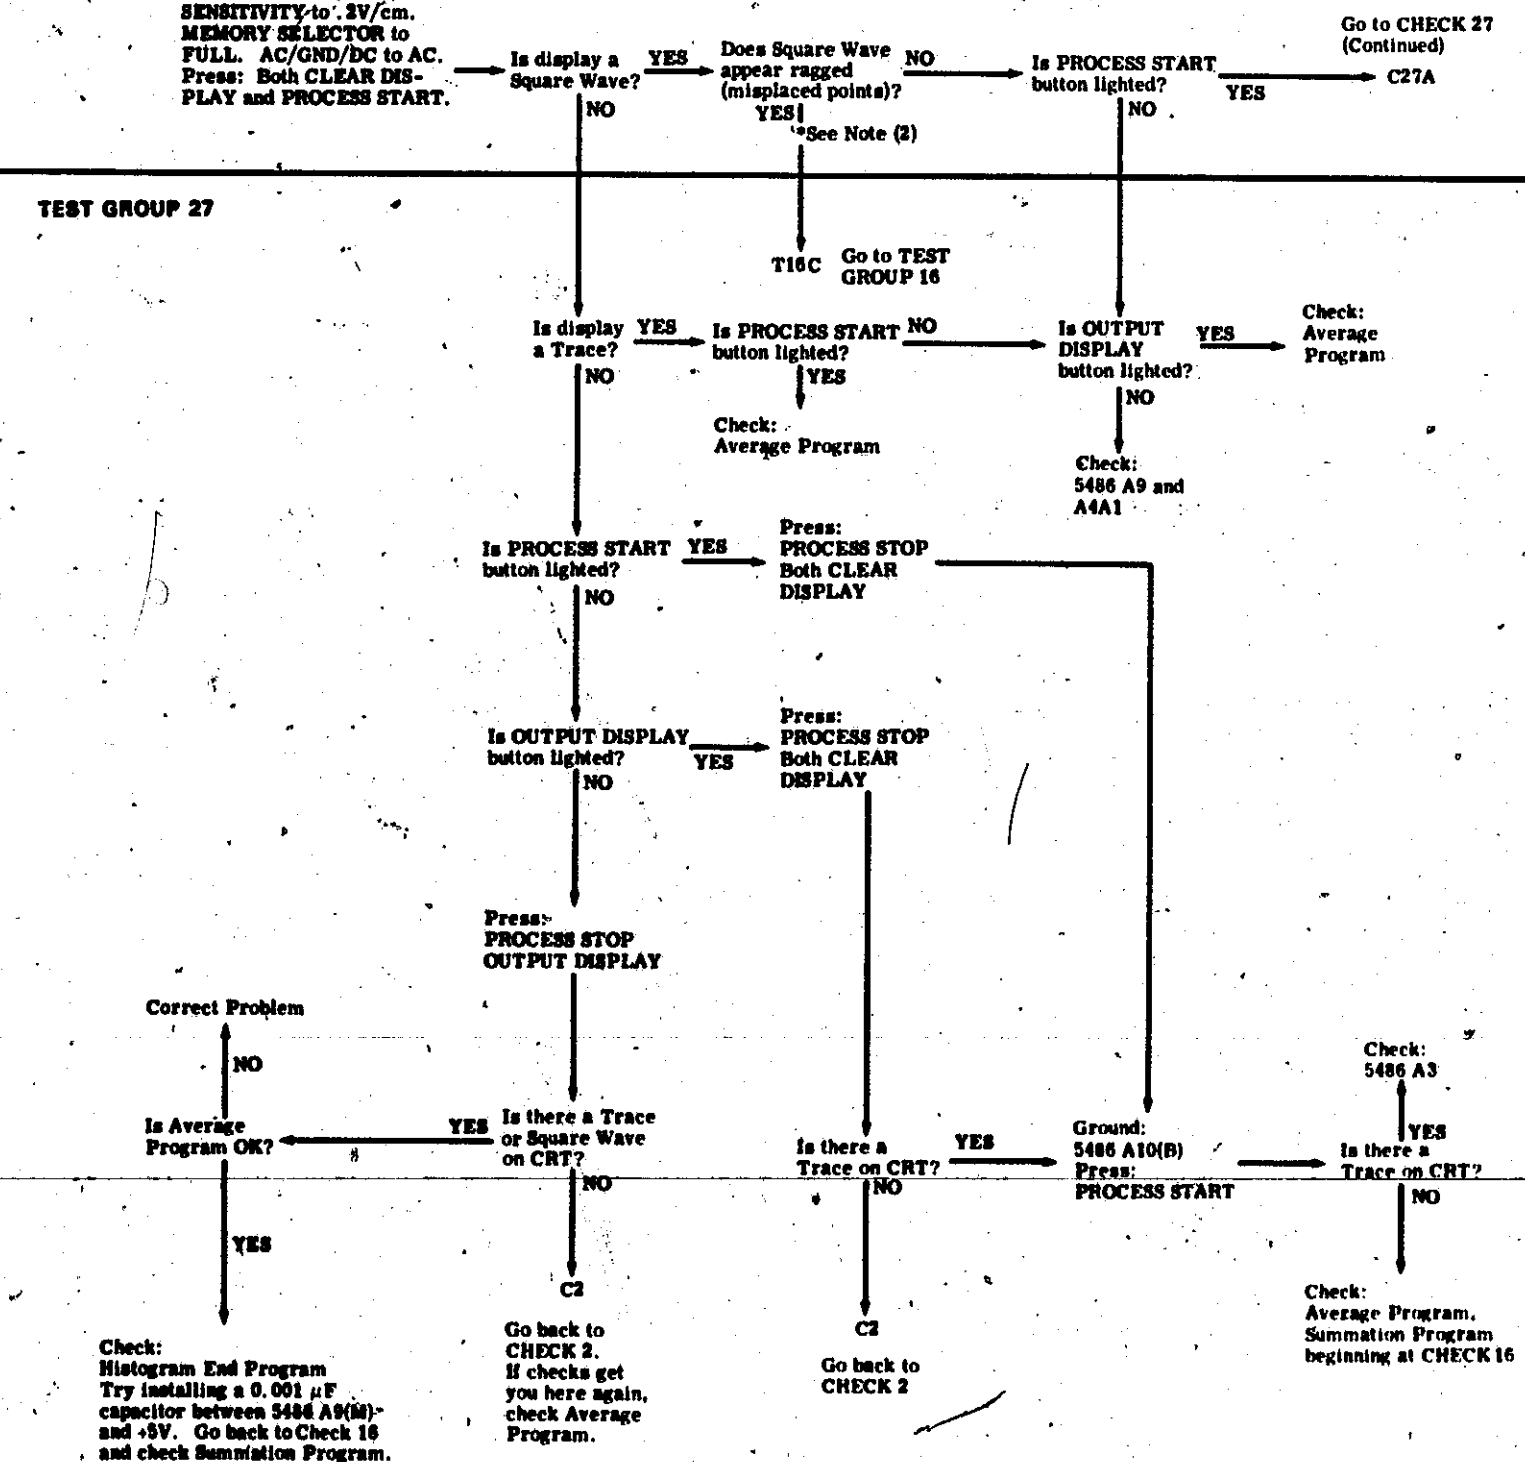 SENSITIVITY to .2V/cm.
MEMORY SELECTOR to
FULL. AC/GND/DC to AC.
Press: Both CLEAR DIS-
PLAY and PROCESS START.
Is display a
Square Wave?
YES
NO
Does Square Wave
appear ragged
(misplaced points)?
NO
YES
*See Note (2)
Is PROCESS START
button lighted?
YES
NO
Go to CHECK 27
(Continued)
C27A
TEST GROUP 27
T16C
Go to TEST
GROUP 16
Is display
a Trace?
YES
NO
Is PROCESS START
button lighted?
NO
YES
Check:
Average Program
Is OUTPUT
DISPLAY
button lighted?
YES
NO
Check:
Average
Program
Check:
5486 A9 and
A4A1
Is PROCESS START
button lighted?
YES
NO
Press:
PROCESS STOP
Both CLEAR
DISPLAY
Is OUTPUT DISPLAY
button lighted?
YES
NO
Press:
PROCESS STOP
Both CLEAR
DISPLAY
Press:
PROCESS STOP
OUTPUT DISPLAY
Correct Problem
NO
Is Average
Program OK?
YES
YES
Is there a Trace
or Square Wave
on CRT?
NO
Is there a
Trace on CRT?
YES
NO
Ground:
5486 A10(B)
Press:
PROCESS START
Check:
5486 A3
YES
Is there a
Trace on CRT?
NO
Check:
Histogram End Program
Try installing a 0.001 μF
capacitor between 5486 A9(M)
and +5V. Go back to Check 16
and check Summation Program.
C2
Go back to
CHECK 2.
If checks get
you here again,
check Average
Program.
C2
Go back to
CHECK 2
Check:
Average Program,
Summation Program
beginning at CHECK 16